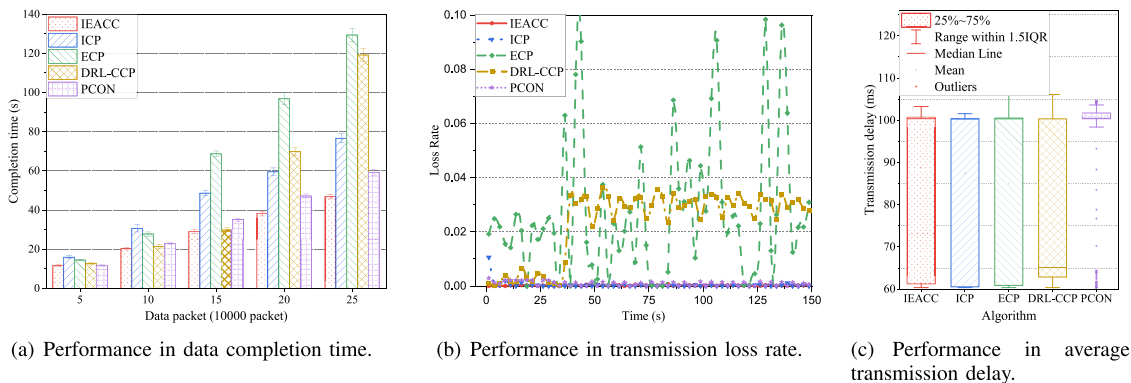 140
120
100
80
60
40
20
0
Completion time (s)
IEACC
ICP
ECP
DRL-CCP
PCON
5
10
15
20
25
Data packet (10000 packet)
(a) Performance in data completion time.
0.10
0.08
0.06
0.04
0.02
0.00
Loss Rate
IEACC
ICP
ECP
DRL-CCP
PCON
0
25
50
75
100
125
150
Time (s)
(b) Performance in transmission loss rate.
125
120
110
100
90
80
70
60
Transmission delay (ms)
25%~75%
Range within 1.5IQR
Median Line
Mean
Outliers
IEACC
ICP
ECP
DRL-CCP
PCON
Algorithm
(c) Performance in average
transmission delay.